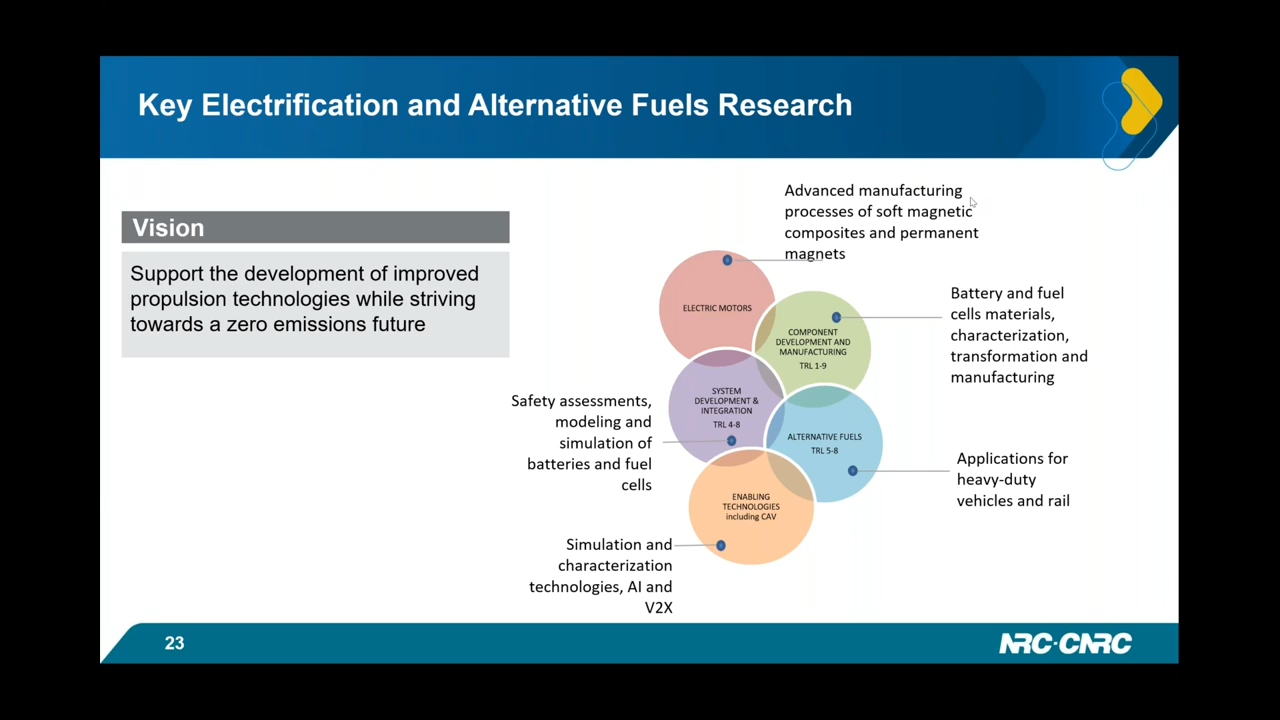 Key Electrification and Alternative Fuels Research
Vision
Support the development of improved
propulsion technologies while striving
towards a zero emissions future
Advanced manufacturing
processes of soft magnetic
composites and permanent
magnets
ELECTRIC MOTORS
Battery and fuel
cells materials,
characterization,
transformation and
manufacturing
COMPONENT
DEVELOPMENT AND
MANUFACTURING
TRL 1-9
Safety assessments,
modeling and
simulation of
batteries and fuel
cells
SYSTEM
DEVELOPMENT &
INTEGRATION
TRL 4-8
ALTERNATIVE FUELS
TRL 5-8
Applications for
heavy-duty
vehicles and rail
ENABLING
TECHNOLOGIES
including CAV
Simulation and
characterization
technologies, AI and
V2X
23
NRC·CNRC